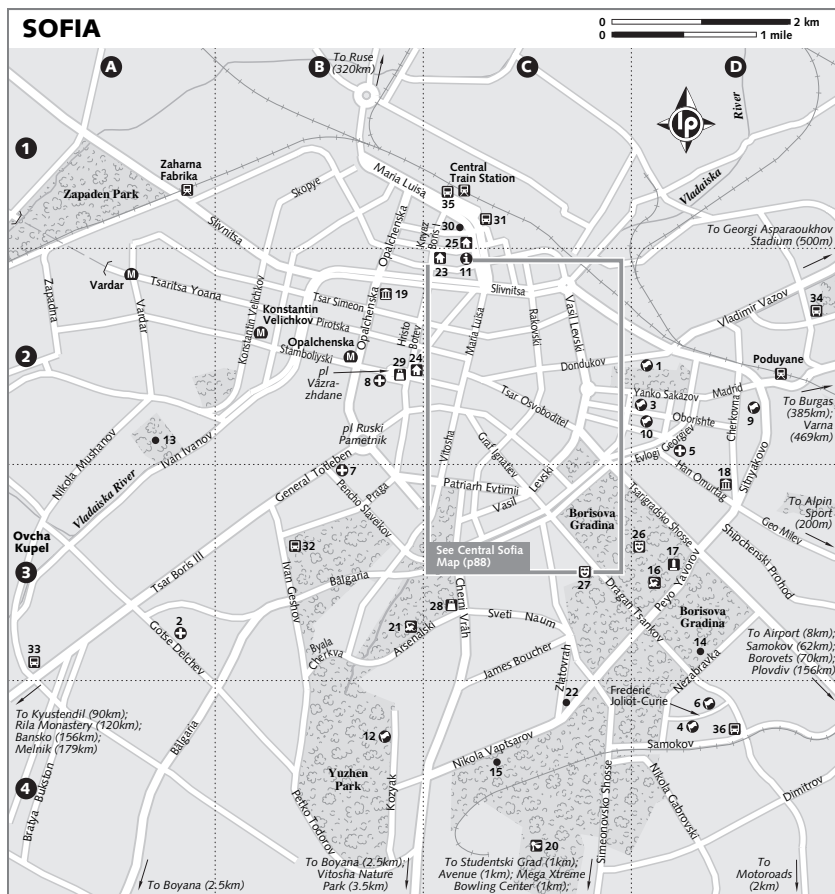 SOFIA
0 2 km
0 1 mile
A
B
C
D
1
2
3
4
To Ruse
(320km)
lp
River
Vladaiska
Zaharna
Fabrika
Zapaden Park
Skopye
Maria Luisa
Central
Train Station
35
31
30
Knyaz
Boris
25
23
11
Slivnitsa
Opalchenska
To Georgi Asparaoukhov
Stadium (500m)
Slivnitsa
Vardar
Zapadna
Vardar
Tsaritsa Yoana
Konstantin Velichkov
Konstantin
Velichkov
Tsar Simeon
Pirotska
Opalchenska
19
Hristo
Botev
Opalchenska
Stamboliyski
29
24
8
pl
Vâzra-
zhdane
Maria Luisa
Rakovski
Vasil Levski
Dondukov
Vladimir Vazov
34
1
Poduyane
Yanko Sakazov
Madrid
3
Oborishte
10
Cherkovna
9
To Burgas
(385km);
Varna
(469km)
Tsar Osvoboditel
Evlogi Georgiev
5
Sitnyakovo
Han Omurtag
18
13
Nikola Mushanov
Ivan Ivanov
Vladaiska River
pl Ruski
Pametnik
General Totleben
7
Praga
Pencho Slaveikov
Vitosha
Graf Ignatiev
Patriarh Evtimii
Vasil
Levski
Borisova
Gradina
Tsarigradsko Shosse
Geo Milev
To Alpin
Sport
(200m)
Shipchenski Prohod
Ovcha
Kupel
See Central Sofia
Map (p88)
26
17
16
Peyo Yavorov
27
Dragan Tsankov
Borisova
Gradina
14
Nezabravka
Tsar Boris III
32
Ivan Geshov
Bâlgaria
28
21
Arsenalski
Cherni Vrâh
Sveti Naum
Byala
Cherkva
2
Gotse Delchev
33
James Boucher
Zlatovrah
22
To Airport (8km);
Samokov (62km);
Borovets (70km);
Plovdiv (156km)
Frederic
Joliot-Curie
6
4
36
Samokov
To Kyustendil (90km);
Rila Monastery (120km);
Bansko (156km);
Melnik (179km)
Bâlgaria
12
Yuzhen
Park
Kozyak
Nikola Vaptsarov
15
Bratya Bukston
Petko Todorov
Simeonovsko Shosse
Nikola Gabrovski
Dimitrov
20
To Boyana (2.5km)
To Boyana (2.5km);
Vitosha Nature
Park (3.5km)
To Studentski Grad (1km);
Avenue (1km); Mega Xtreme
Bowling Center (1km);
To
Motoroads
(2km)